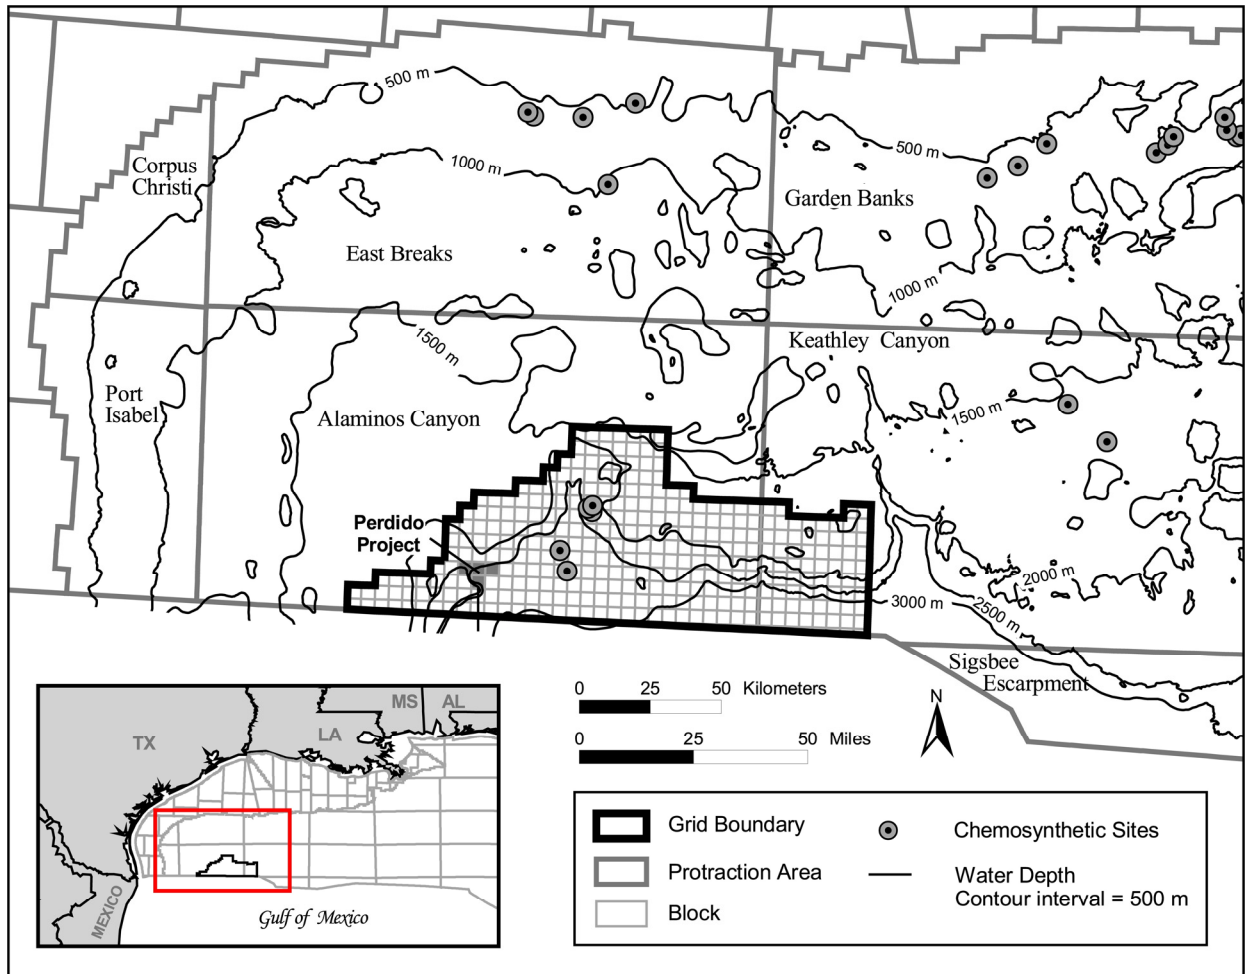 500 m
Corpus
Christi
1000 m
500 m
Garden Banks
East Breaks
1000 m
1500 m
Keathley Canyon
Port
Isabel
Alaminos Canyon
1500 m
Perdido
Project
2000 m
3000 m
2500 m
Sigsbee
Escarpment
0 25 50 Kilometers
0 25 50 Miles
N
MS AL
LA
TX
MEXICO
Gulf of Mexico
Grid Boundary
Protraction Area
Block
Chemosynthetic Sites
Water Depth
Contour interval = 500 m